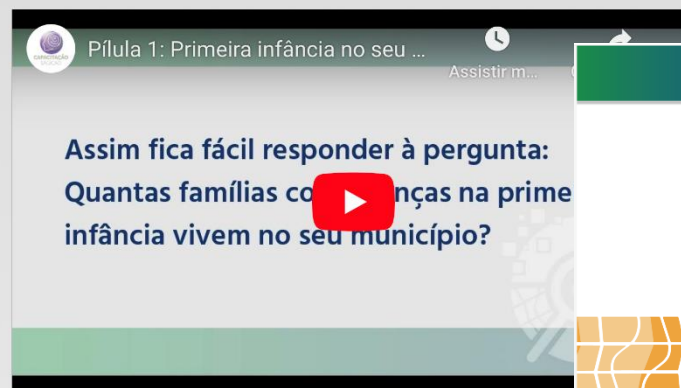 Pílula 1: Primeira infância no seu ...
Assistir m...
Assim fica fácil responder à pergunta:
Quantas famílias co nças na prime
infância vivem no seu município?